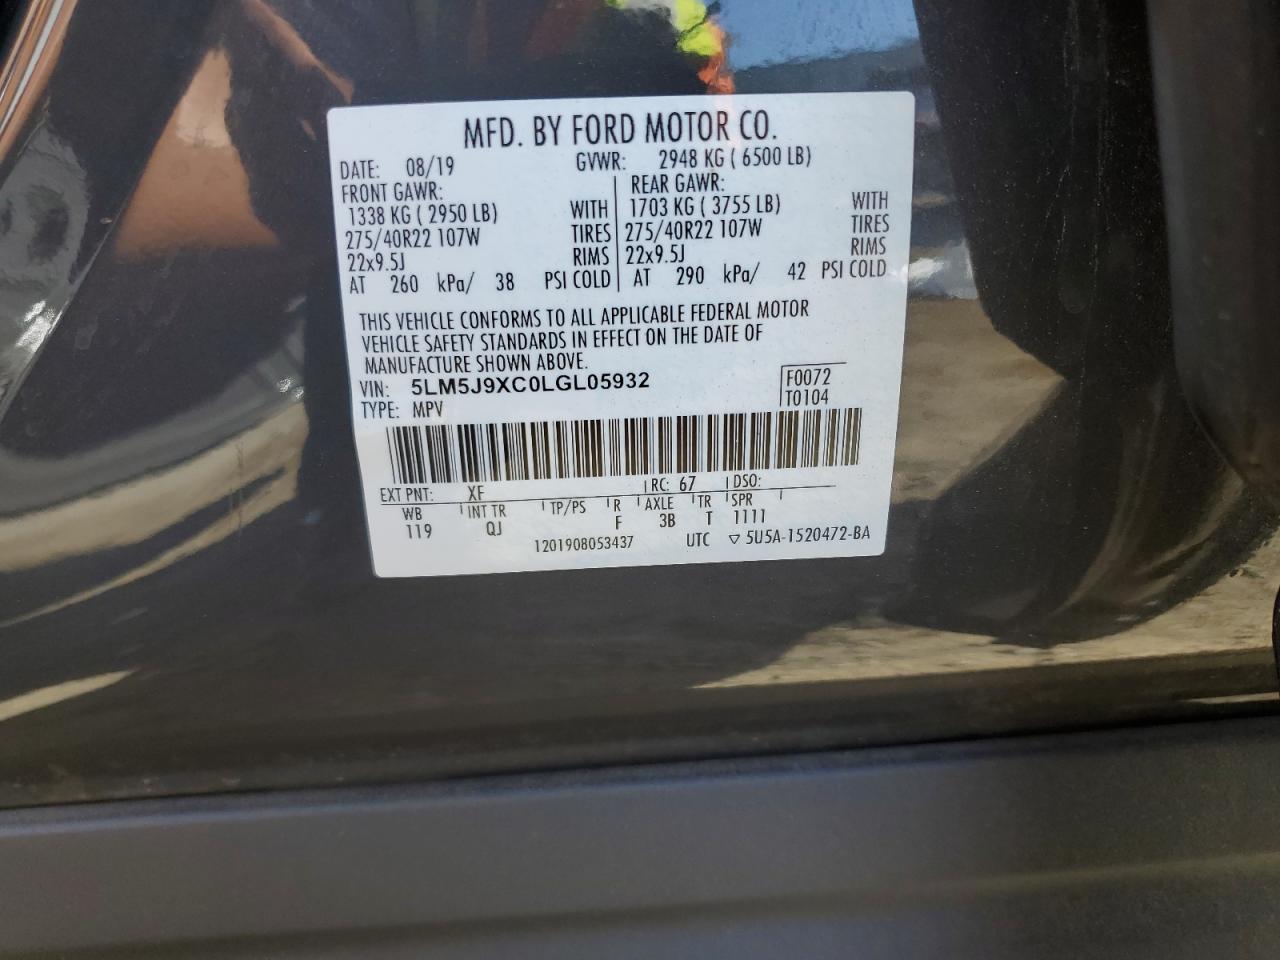 MFD. BY FORD MOTOR CO.
DATE: 08/19 GVWR: 2948 KG ( 6500 LB)
FRONT GAWR: REAR GAWR:
1338 KG ( 2950 LB) WITH 1703 KG ( 3755 LB) WITH
275/40R22 107W TIRES 275/40R22 107W TIRES
22x9.5J RIMS 22x9.5J RIMS
AT 260 kPa/ 38 PSI COLD AT 290 kPa/ 42 PSI COLD
THIS VEHICLE CONFORMS TO ALL APPLICABLE FEDERAL MOTOR
VEHICLE SAFETY STANDARDS IN EFFECT ON THE DATE OF
MANUFACTURE SHOWN ABOVE.
VIN: 5LM5J9XC0LGL05932 F0072
TYPE: MPV T0104
EXT PNT: XF RC: 67 DSO:
WB INT TR TP/PS R AXLE TR SPR
119 QJ F 3B T 1111
1201908053437 UTC ▽ 5U5A-1520472-BA